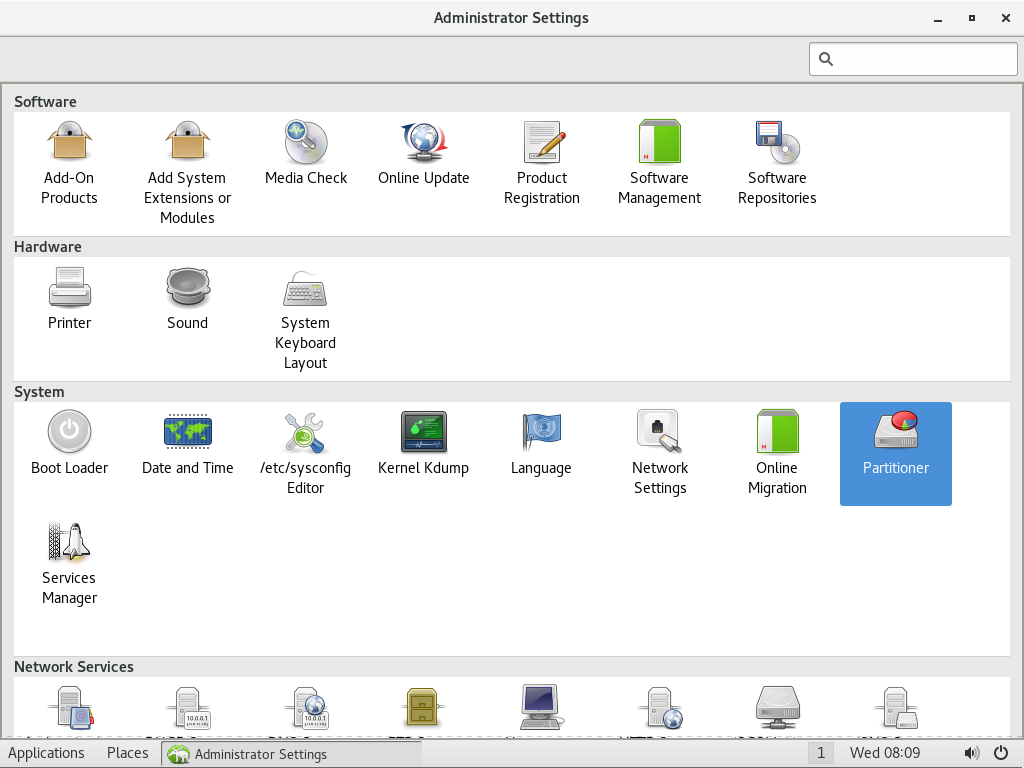 Administrator Settings
Software
Add-On Products
Add System Extensions or Modules
Media Check
Online Update
Product Registration
Software Management
Software Repositories
Hardware
Printer
Sound
System Keyboard Layout
System
Boot Loader
Date and Time
/etc/sysconfig Editor
Kernel Kdump
Language
Network Settings
Online Migration
Partitioner
Services Manager
Network Services
10.0.0.1
10.0.0.1
Applications
Places
Administrator Settings
1
Wed 08:09